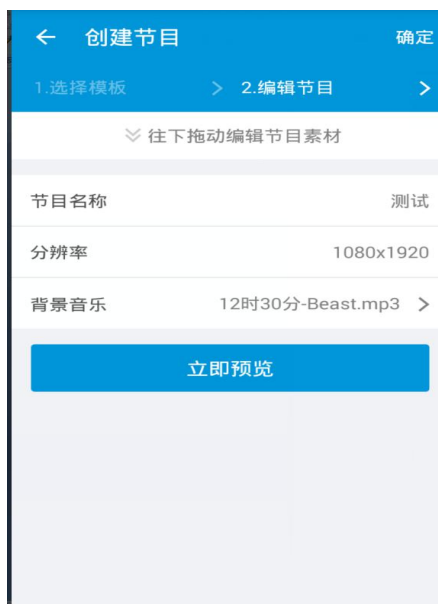 创建节目 确定
1.选择模板 > 2.编辑节目 >
往下拖动编辑节目素材
节目名称 测试
分辨率 1080x1920
背景音乐 12时30分-Beast.mp3 >
立即预览